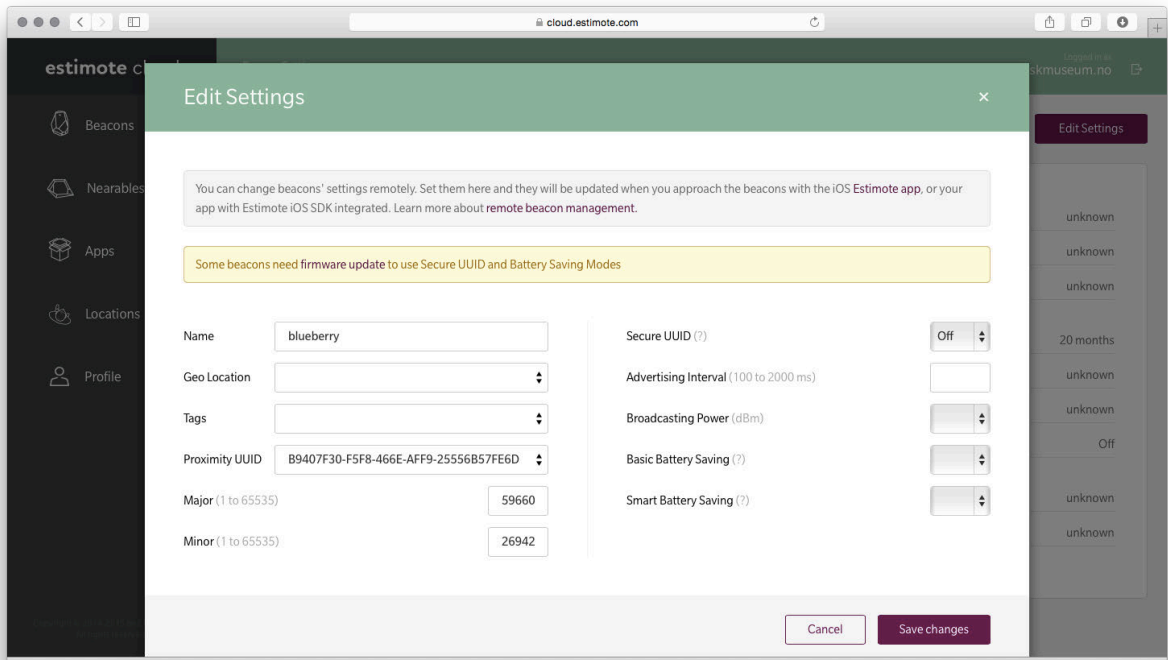 cloud.estimote.com
estimote
Logged in as
skmuseum.no
Edit Settings
×
Edit Settings
Beacons
Nearables
Apps
Locations
Profile
You can change beacons' settings remotely. Set them here and they will be updated when you approach the beacons with the iOS Estimote app, or your
app with Estimote iOS SDK integrated. Learn more about remote beacon management.
Some beacons need firmware update to use Secure UUID and Battery Saving Modes
Name blueberry
Geo Location
Tags
Proximity UUID B9407F30-F5F8-466E-AFF9-25556B57FE6D
Major (1 to 65535) 59660
Minor (1 to 65535) 26942
Secure UUID (?) Off
Advertising Interval (100 to 2000 ms)
Broadcasting Power (dBm)
Basic Battery Saving (?)
Smart Battery Saving (?)
unknown
unknown
unknown
20 months
unknown
unknown
Off
unknown
unknown
Cancel
Save changes